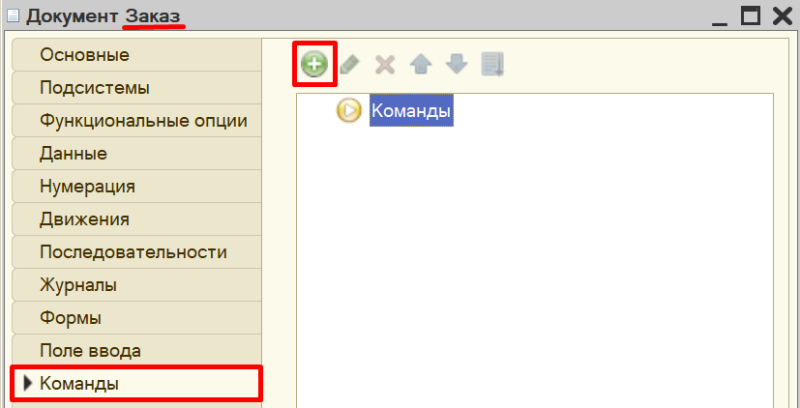 Документ Заказ
Основные
Подсистемы
Функциональные опции
Данные
Нумерация
Движения
Последовательности
Журналы
Формы
Поле ввода
Команды
Команды